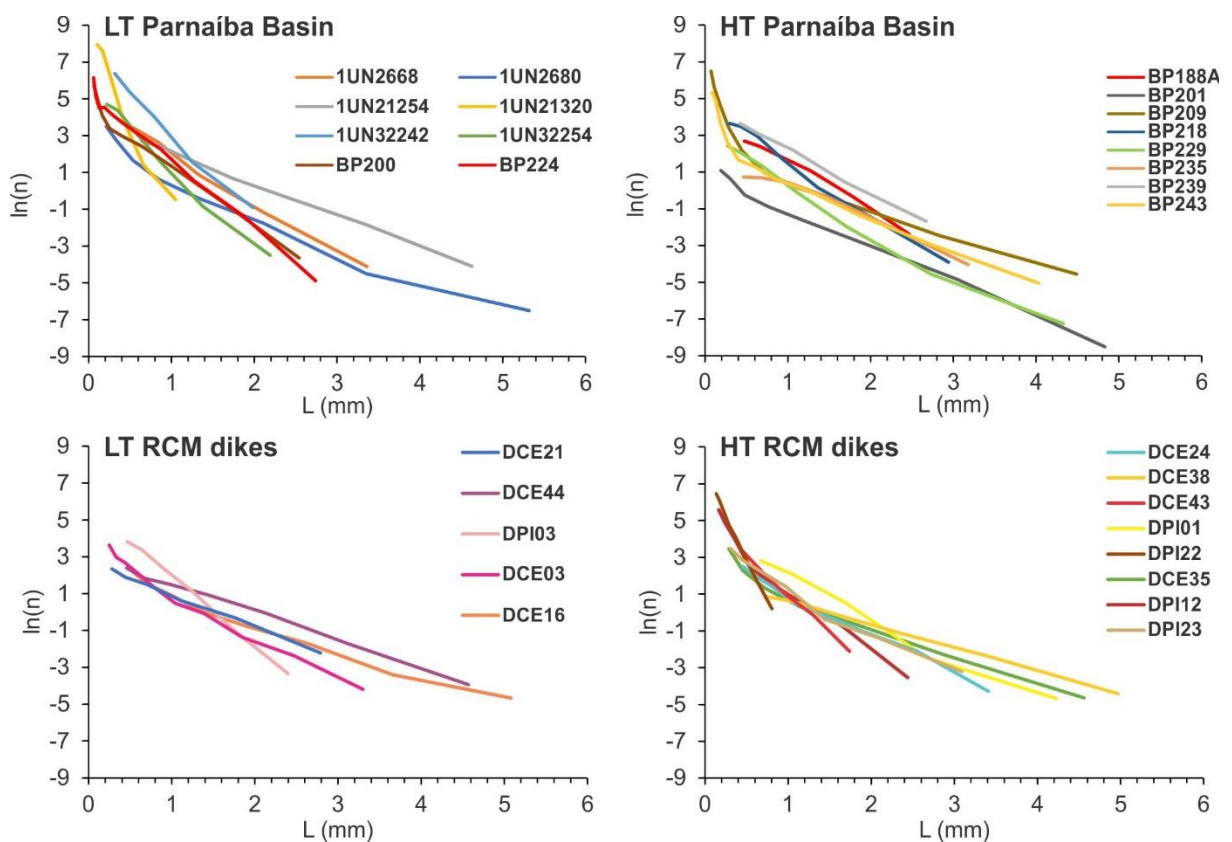 LT Parnaíba Basin
ln(n)
9
7
5
3
1
-1
-3
-5
-7
-9
1UN2668 1UN2680
1UN21254 1UN21320
1UN32242 1UN32254
BP200 BP224
0 1 2 3 4 5 6
L (mm)
HT Parnaíba Basin
ln(n)
9
7
5
3
1
-1
-3
-5
-7
-9
BP188A
BP201
BP209
BP218
BP229
BP235
BP239
BP243
0 1 2 3 4 5 6
L (mm)
LT RCM dikes
ln(n)
9
7
5
3
1
-1
-3
-5
-7
-9
DCE21
DCE44
DPI03
DCE03
DCE16
0 1 2 3 4 5 6
L (mm)
HT RCM dikes
ln(n)
9
7
5
3
1
-1
-3
-5
-7
-9
DCE24
DCE38
DCE43
DPI01
DPI22
DCE35
DPI12
DPI23
0 1 2 3 4 5 6
L (mm)